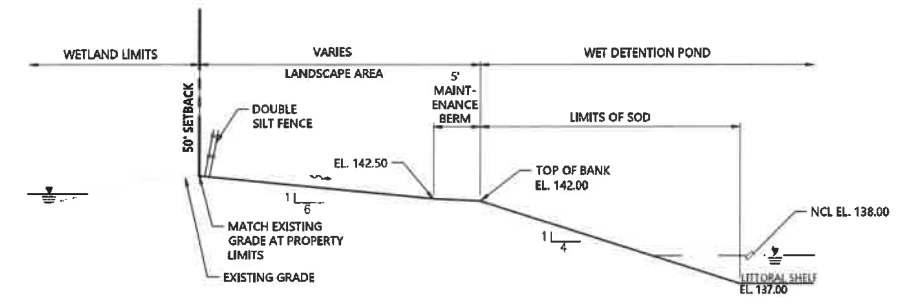 WETLAND LIMITS
VARIES
LANDSCAPE AREA
WET DETENTION POND
5'
MAINT-
ENANCE
BERM
LIMITS OF SOD
50' SETBACK
DOUBLE
SILT FENCE
EL. 142.50
TOP OF BANK
EL. 142.00
1
6
1
4
NCL EL. 138.00
MATCH EXISTING
GRADE AT PROPERTY
LIMITS
EXISTING GRADE
LITTORAL SHELF
EL. 137.00